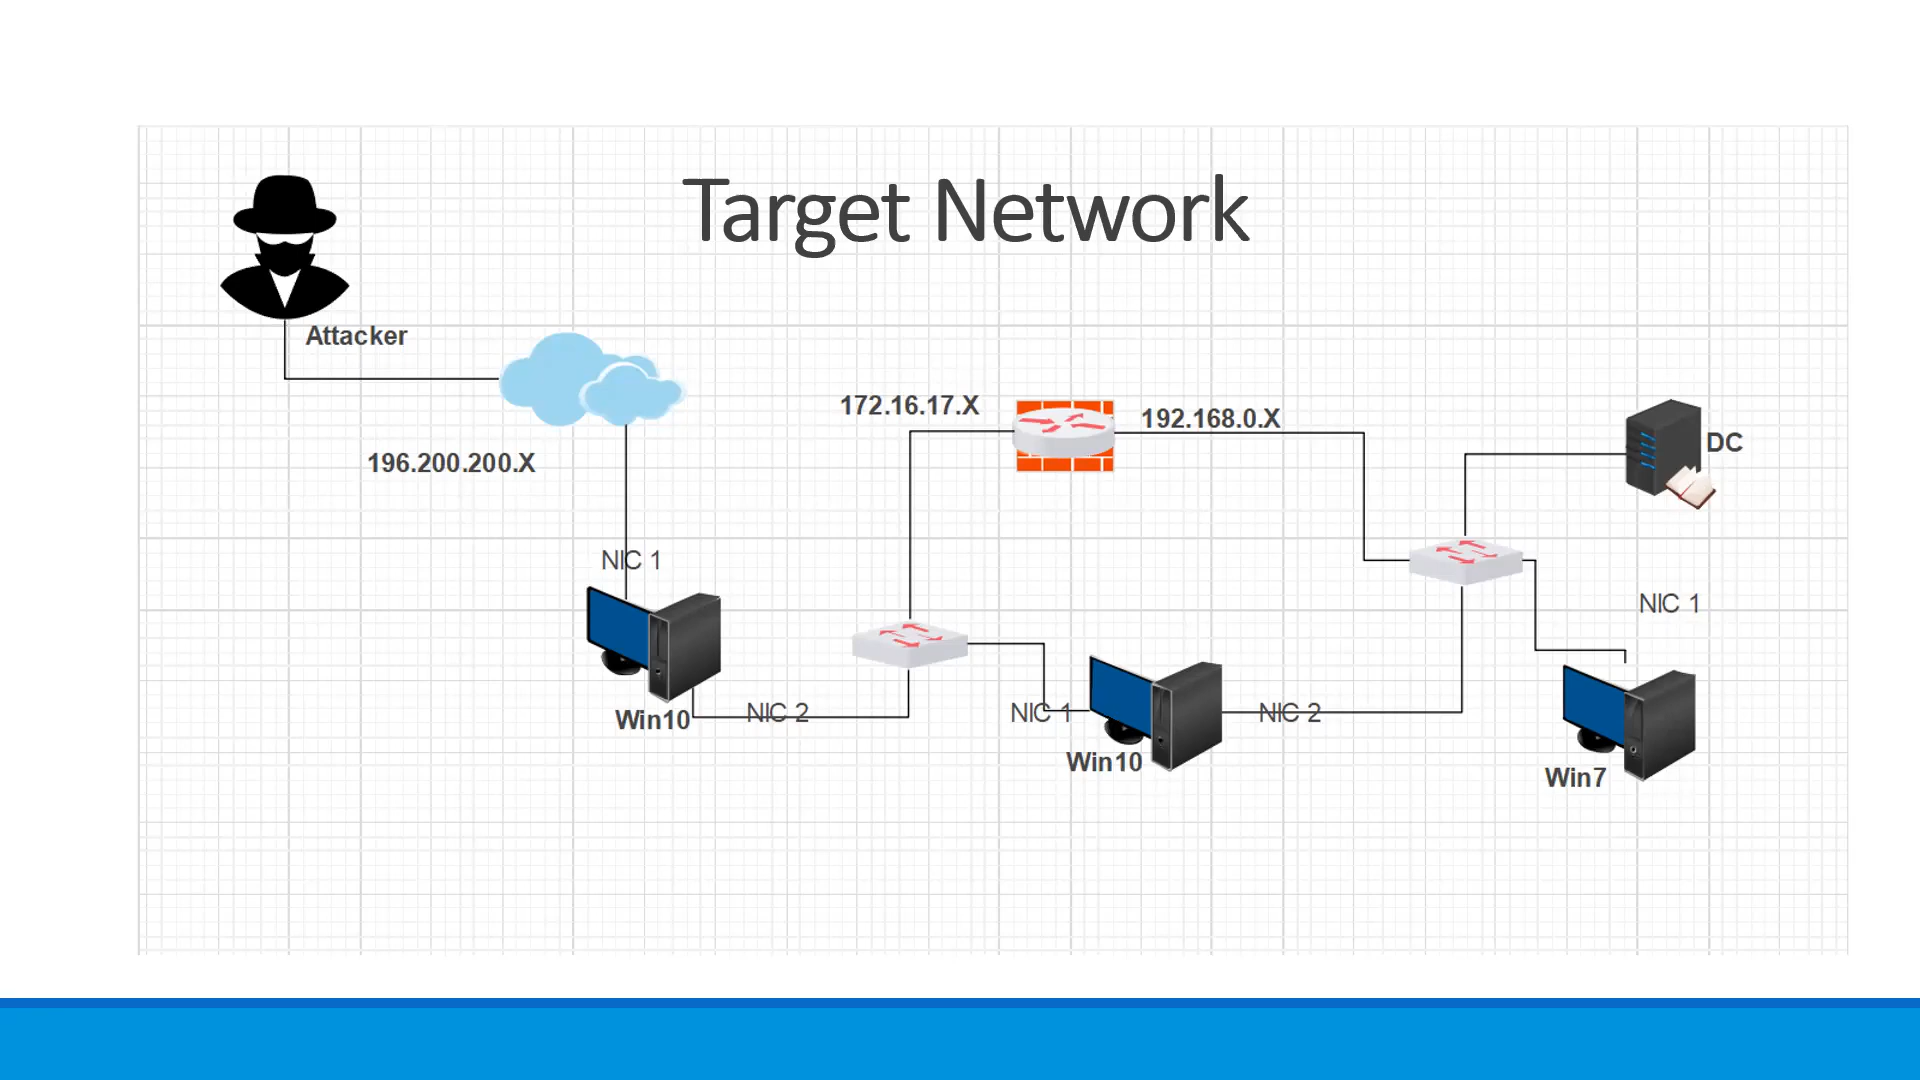 Target Network
Attacker
172.16.17.X
192.168.0.X
DC
196.200.200.X
NIC 1
NIC 1
Win10
NIC 2
NIC 1
NIC 2
Win10
Win7